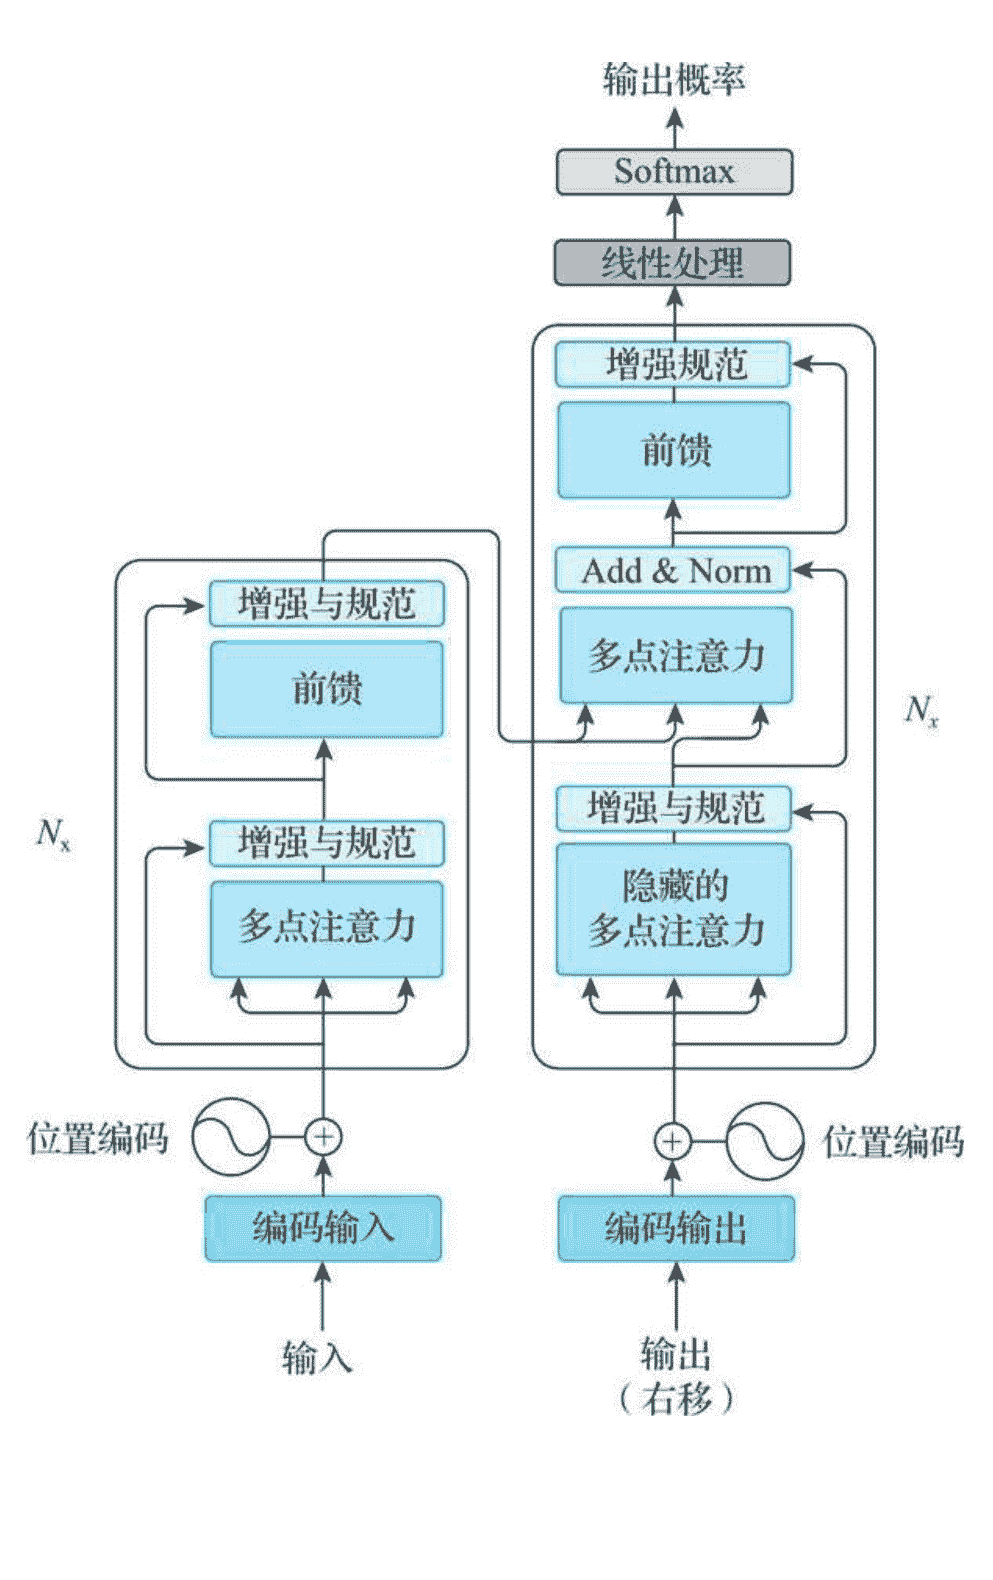 输出概率
Softmax
线性处理
增强规范
前馈
Add & Norm
多点注意力
Nx
增强与规范
隐藏的
多点注意力
增强与规范
前馈
Nx
增强与规范
多点注意力
位置编码
+
+
位置编码
编码输入
编码输出
输入
输出
（右移）